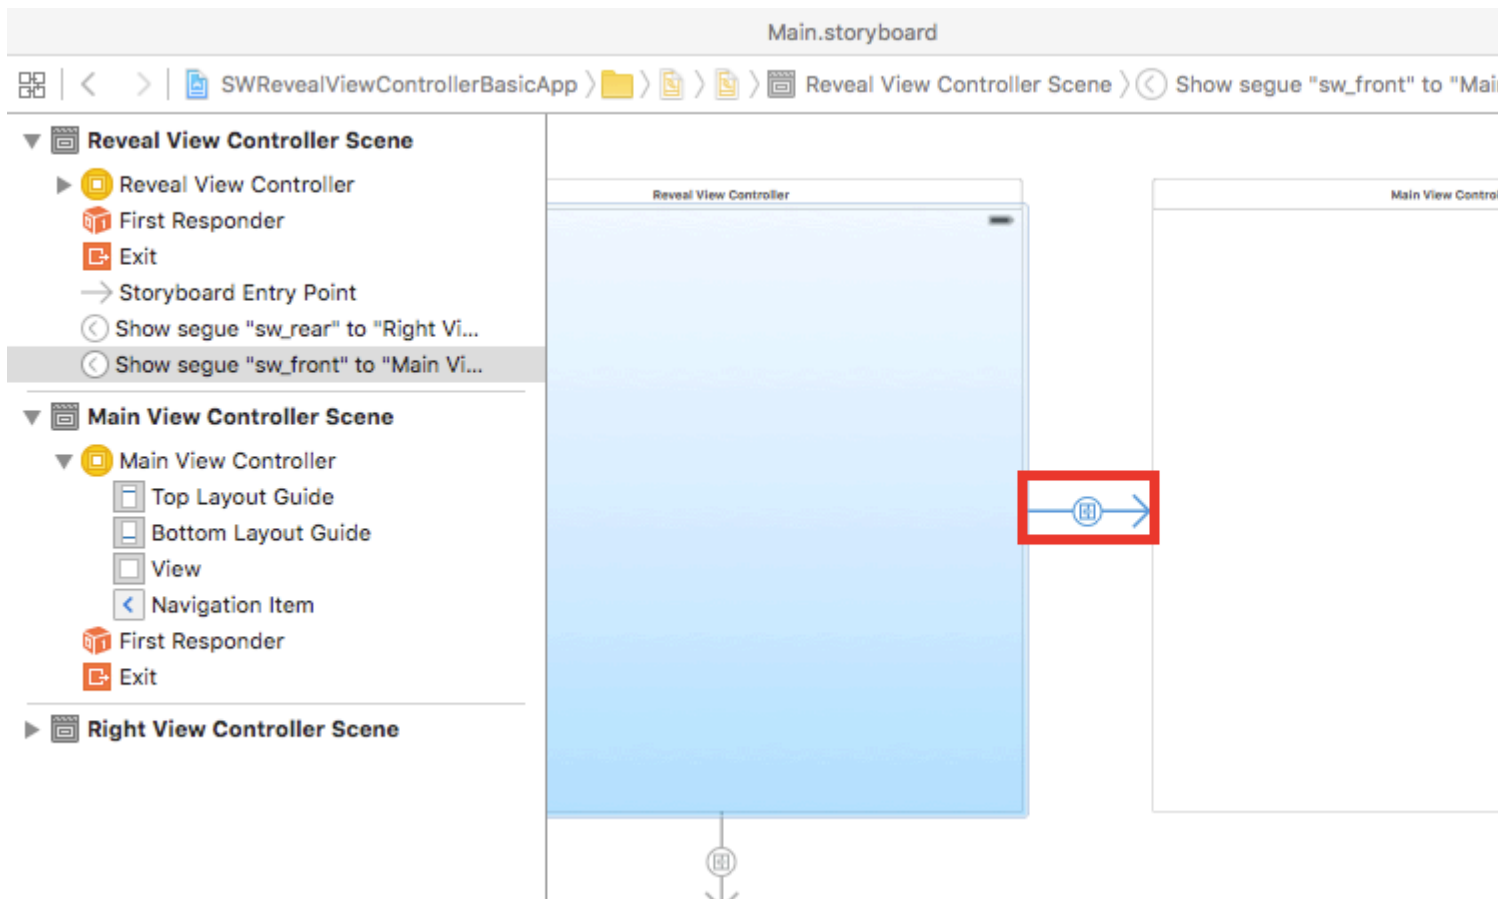 Main.storyboard
SWRevealViewControllerBasicApp Reveal View Controller Scene Show segue "sw_front" to "Mai
Reveal View Controller Scene
Reveal View Controller
First Responder
Exit
Storyboard Entry Point
Show segue "sw_rear" to "Right Vi...
Show segue "sw_front" to "Main Vi...
Main View Controller Scene
Main View Controller
Top Layout Guide
Bottom Layout Guide
View
Navigation Item
First Responder
Exit
Right View Controller Scene
Reveal View Controller
Main View Control